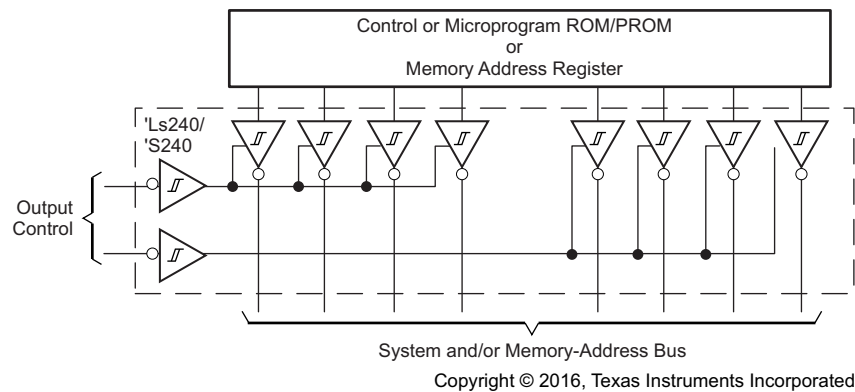 Control or Microprogram ROM/PROM
or
Memory Address Register
'Ls240/
'S240
Output
Control
System and/or Memory-Address Bus
Copyright © 2016, Texas Instruments Incorporated